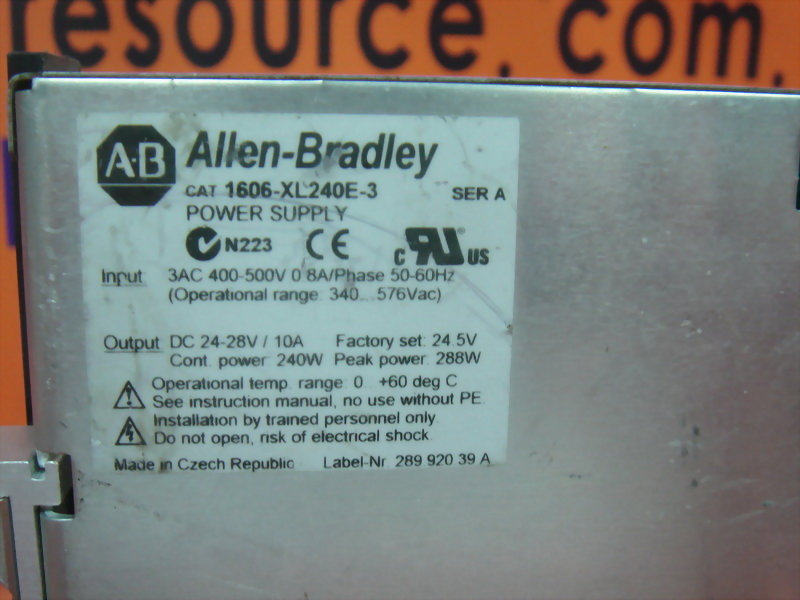 resource. com.
A-B Allen-Bradley
CAT 1606-XL240E-3 SER A
POWER SUPPLY
N223 CE c RU US
Input 3AC 400-500V 0.8A/Phase 50-60Hz
(Operational range: 340...576Vac)
Output DC 24-28V / 10A Factory set: 24.5V
Cont. power 240W Peak power: 288W
Operational temp. range: 0...+60 deg C
See instruction manual, no use without PE.
Installation by trained personnel only.
Do not open, risk of electrical shock.
Made in Czech Republic Label-Nr. 289 920 39 A